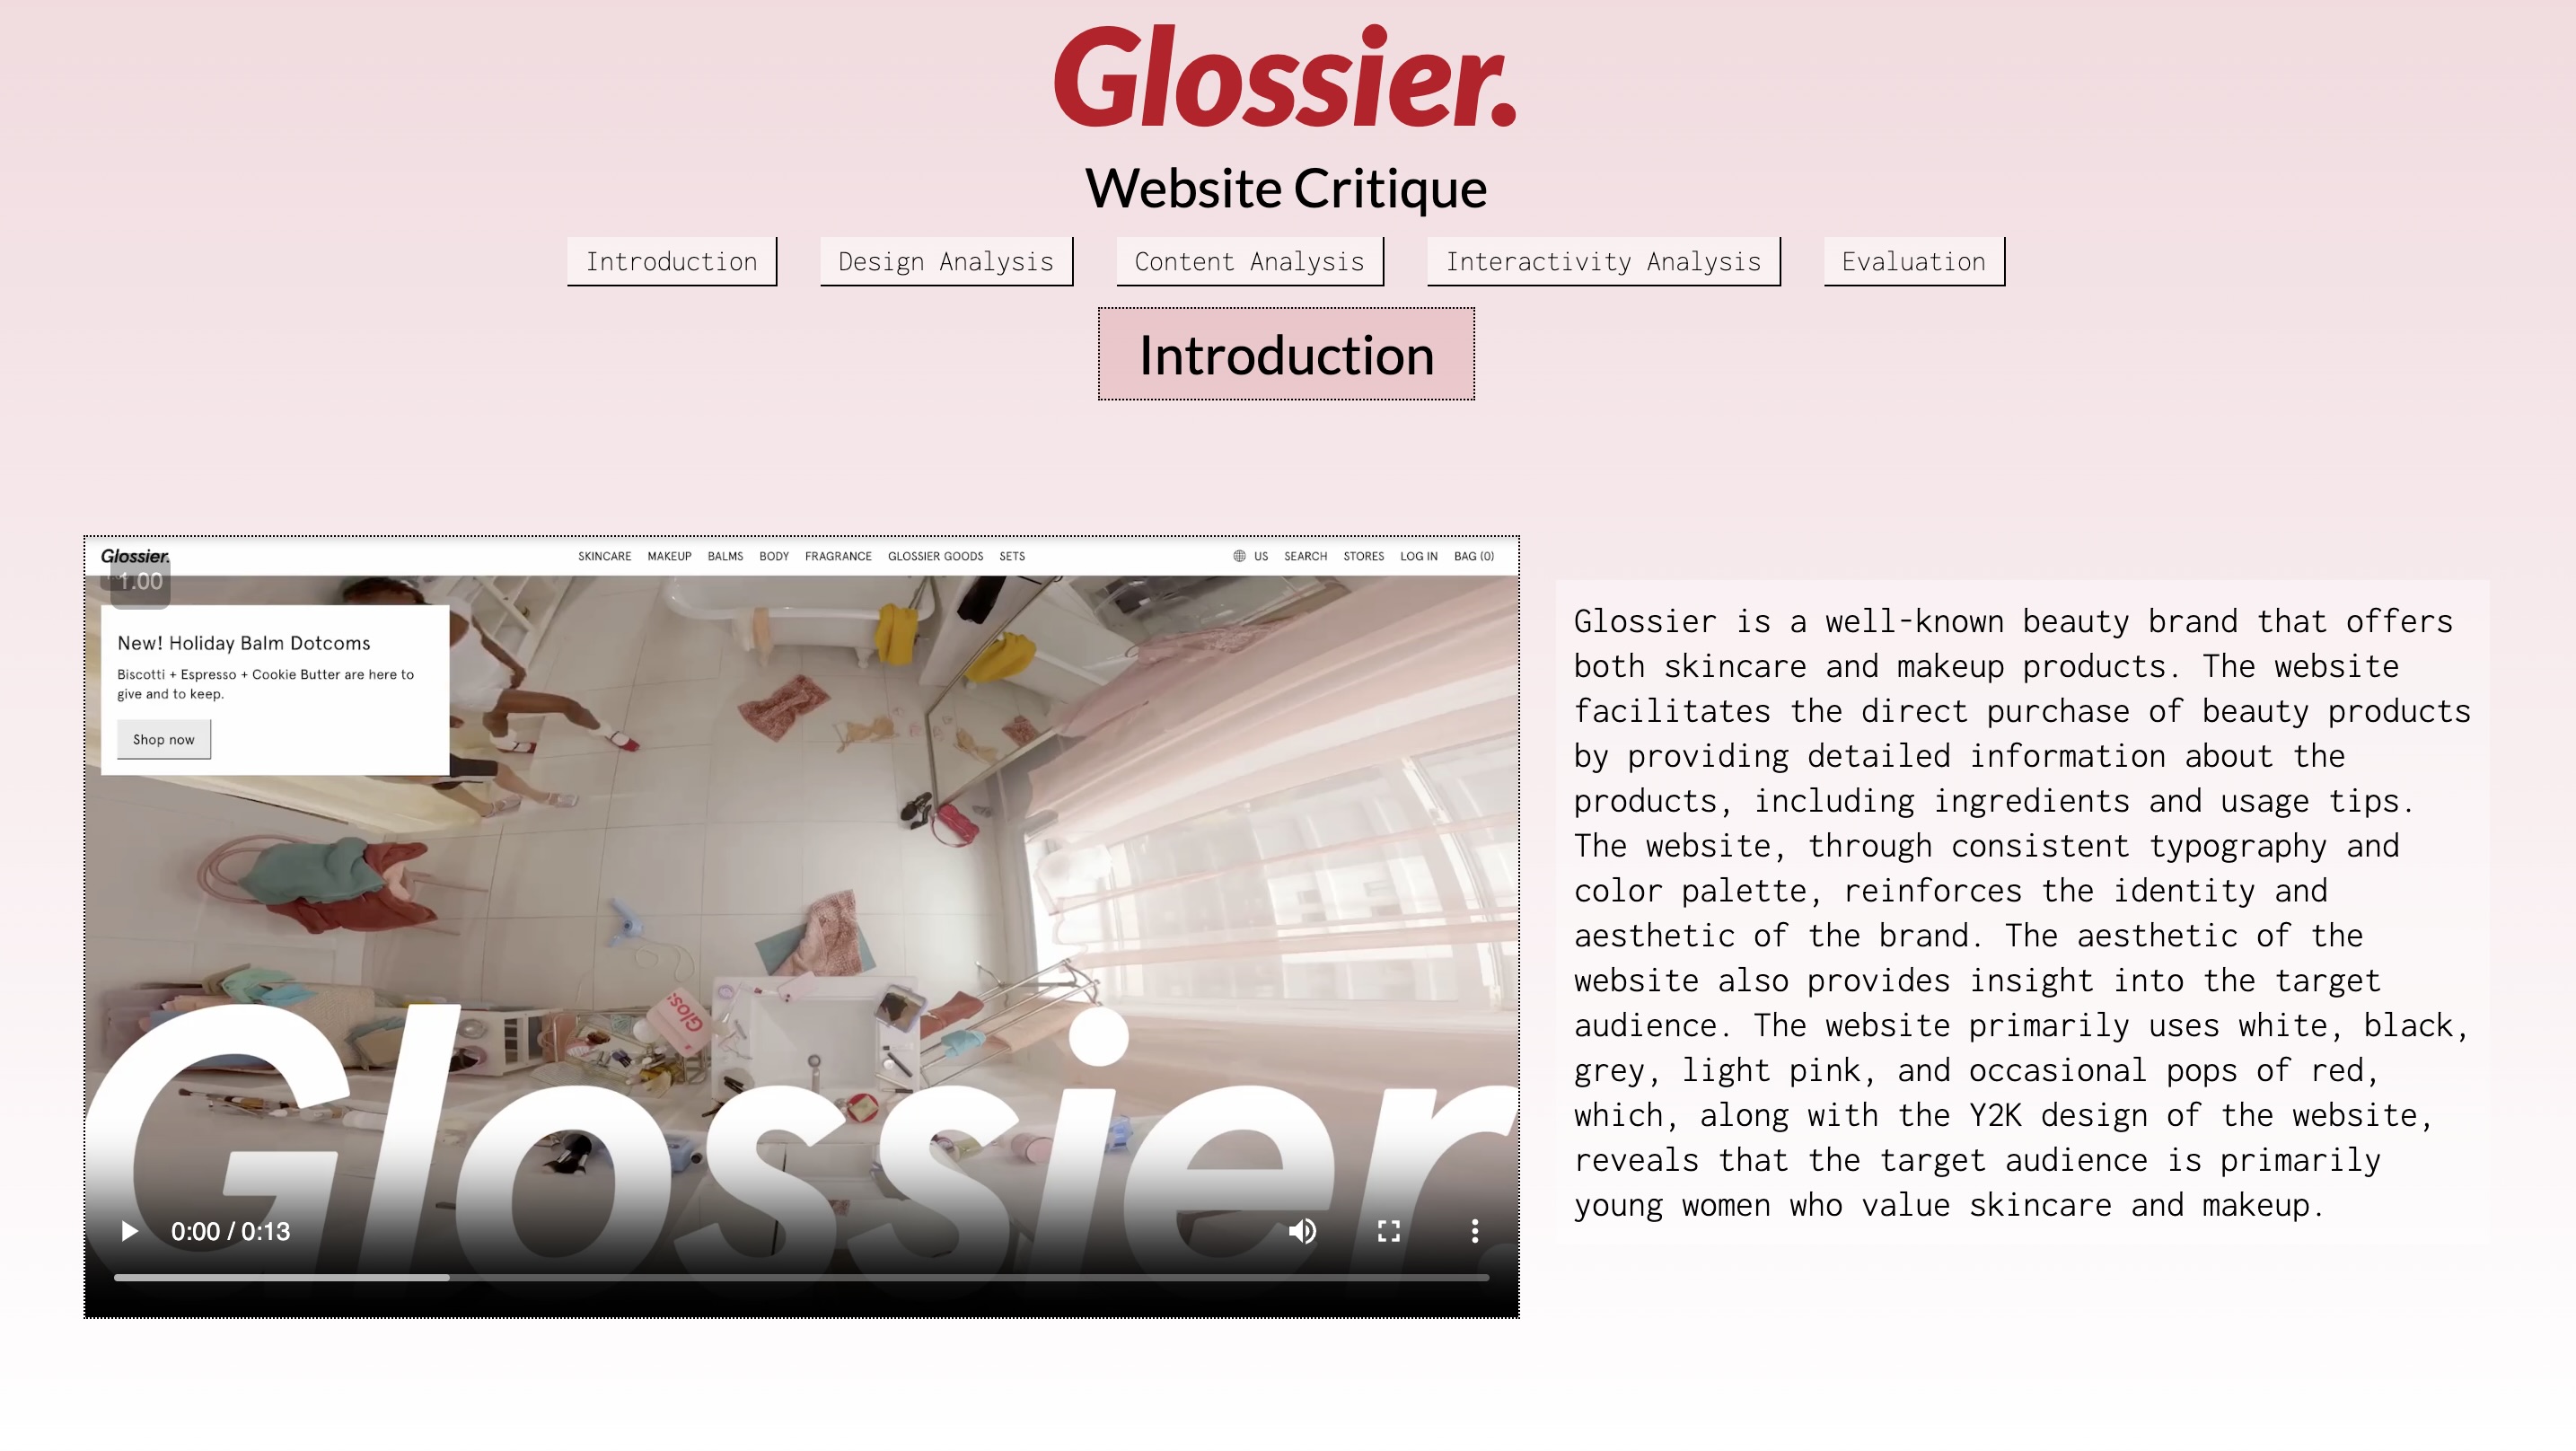 Glossier.
Website Critique
Introduction
Design Analysis
Content Analysis
Interactivity Analysis
Evaluation
Introduction
Glossier.
SKINCARE MAKEUP BALMS BODY FRAGRANCE GLOSSIER GOODS SETS
US SEARCH STORES LOG IN BAG (0)
1.00
New! Holiday Balm Dotcoms
Biscotti + Espresso + Cookie Butter are here to
give and to keep.
Shop now
Glos
Glossier.
0:00 / 0:13
Glossier is a well-known beauty brand that offers
both skincare and makeup products. The website
facilitates the direct purchase of beauty products
by providing detailed information about the
products, including ingredients and usage tips.
The website, through consistent typography and
color palette, reinforces the identity and
aesthetic of the brand. The aesthetic of the
website also provides insight into the target
audience. The website primarily uses white, black,
grey, light pink, and occasional pops of red,
which, along with the Y2K design of the website,
reveals that the target audience is primarily
young women who value skincare and makeup.